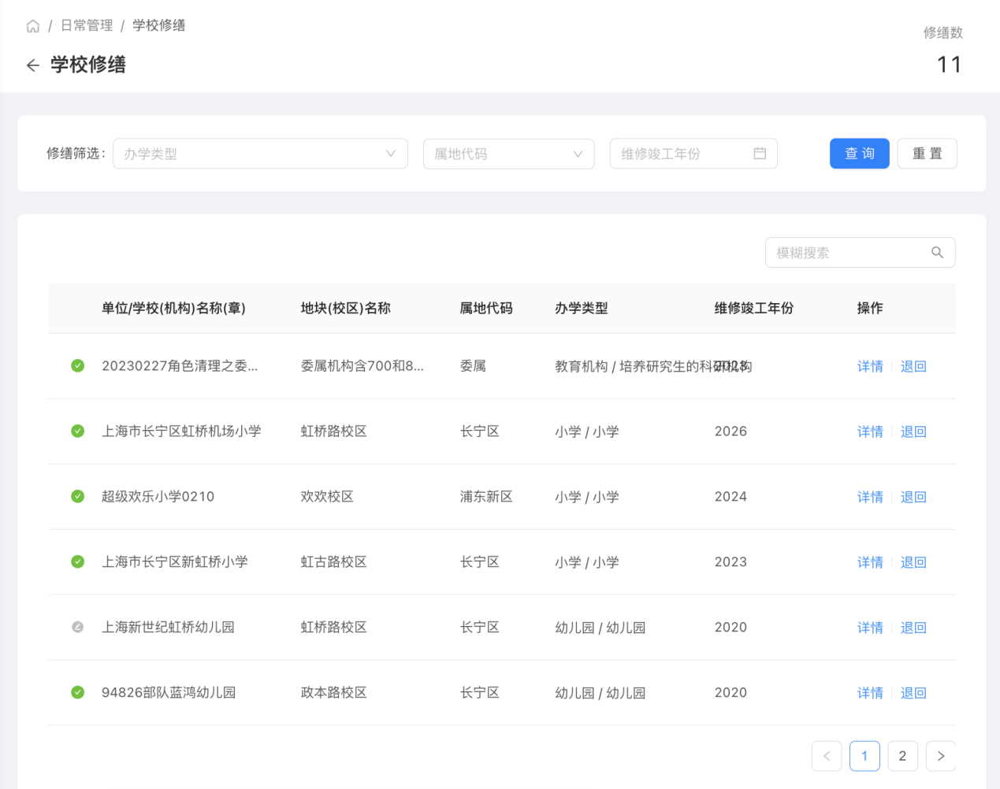 / 日常管理 / 学校修缮
修缮数
← 学校修缮
11
修缮筛选: 办学类型 属地代码 维修竣工年份 查 询 重 置
模糊搜索
单位/学校(机构)名称(章) 地块(校区)名称 属地代码 办学类型 维修竣工年份 操作
20230227角色清理之委... 委属机构含700和8... 委属 教育机构 / 培养研究生的科研机构 2023 详情 退回
上海市长宁区虹桥机场小学 虹桥路校区 长宁区 小学 / 小学 2026 详情 退回
超级欢乐小学0210 欢欢校区 浦东新区 小学 / 小学 2024 详情 退回
上海市长宁区新虹桥小学 虹古路校区 长宁区 小学 / 小学 2023 详情 退回
上海新世纪虹桥幼儿园 虹桥路校区 长宁区 幼儿园 / 幼儿园 2020 详情 退回
94826部队蓝鸿幼儿园 政本路校区 长宁区 幼儿园 / 幼儿园 2020 详情 退回
< 1 2 >